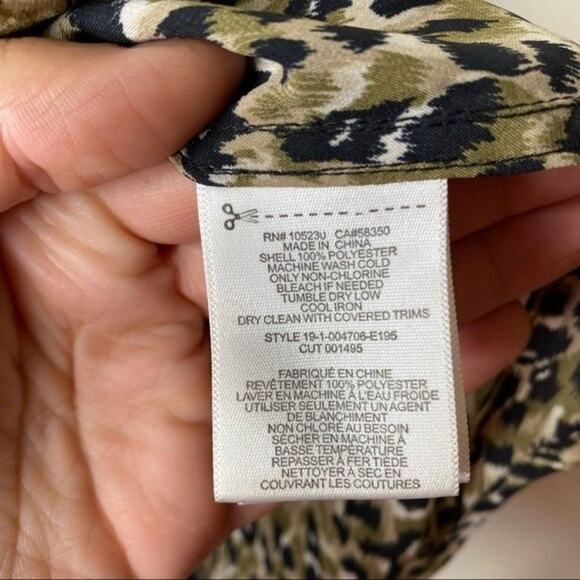 RN# 105230 CA#58350
MADE IN CHINA
SHELL 100% POLYESTER
MACHINE WASH COLD
ONLY NON-CHLORINE
BLEACH IF NEEDED
TUMBLE DRY LOW
COOL IRON
DRY CLEAN WITH COVERED TRIMS
STYLE 19-1-004706-E195
CUT 001495
FABRIQUÉ EN CHINE
REVÊTEMENT 100% POLYESTER
LAVER EN MACHINE À L'EAU FROIDE
UTILISER SEULEMENT UN AGENT
DE BLANCHIMENT
NON CHLORÉ AU BESOIN
SÉCHER EN MACHINE À
BASSE TEMPÉRATURE
REPASSER À FER TIÈDE
NETTOYER À SEC EN
COUVRANT LES COUTURES